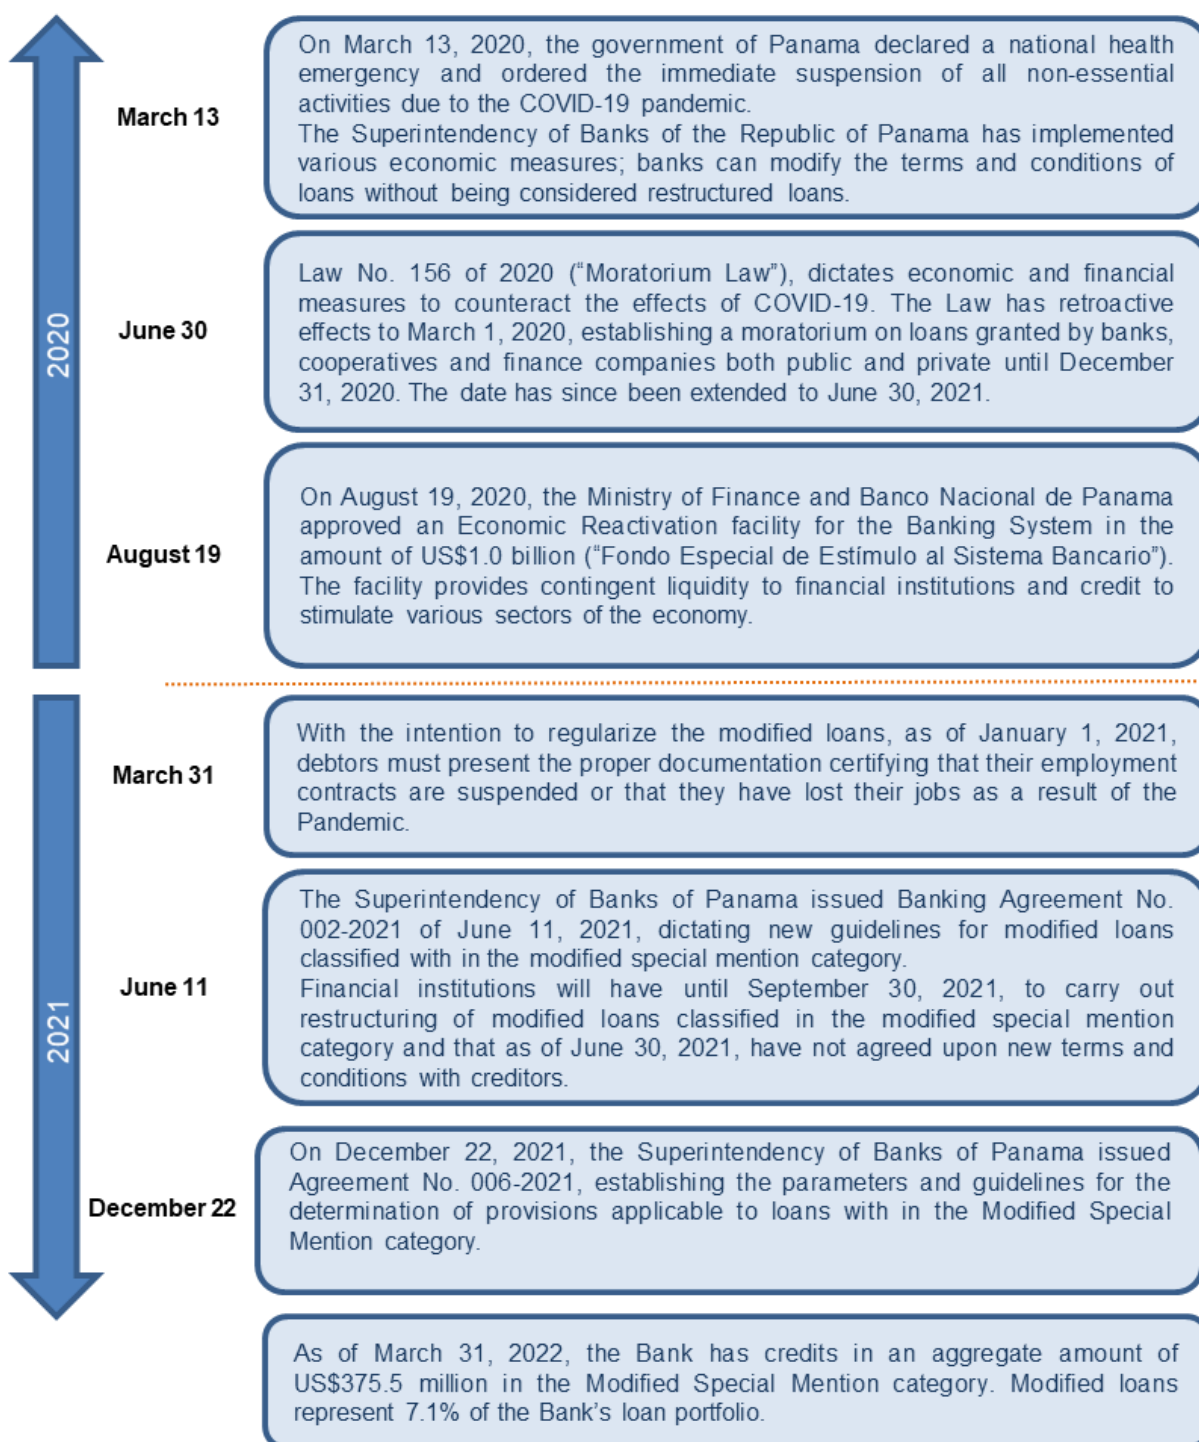 On March 13, 2020, the government of Panama declared a national health
emergency and ordered the immediate suspension of all non-essential
activities due to the COVID-19 pandemic.
The Superintendency of Banks of the Republic of Panama has implemented
various economic measures; banks can modify the terms and conditions of
loans without being considered restructured loans.
March 13
Law No. 156 of 2020 (“Moratorium Law”), dictates economic and financial
measures to counteract the effects of COVID-19. The Law has retroactive
effects to March 1, 2020, establishing a moratorium on loans granted by banks,
cooperatives and finance companies both public and private until December
31, 2020. The date has since been extended to June 30, 2021.
June 30
2020
On August 19, 2020, the Ministry of Finance and Banco Nacional de Panama
approved an Economic Reactivation facility for the Banking System in the
amount of US$1.0 billion (“Fondo Especial de Estímulo al Sistema Bancario”).
The facility provides contingent liquidity to financial institutions and credit to
stimulate various sectors of the economy.
August 19
With the intention to regularize the modified loans, as of January 1, 2021,
debtors must present the proper documentation certifying that their employment
contracts are suspended or that they have lost their jobs as a result of the
Pandemic.
March 31
The Superintendency of Banks of Panama issued Banking Agreement No.
002-2021 of June 11, 2021, dictating new guidelines for modified loans
classified with in the modified special mention category.
Financial institutions will have until September 30, 2021, to carry out
restructuring of modified loans classified in the modified special mention
category and that as of June 30, 2021, have not agreed upon new terms and
conditions with creditors.
June 11
2021
On December 22, 2021, the Superintendency of Banks of Panama issued
Agreement No. 006-2021, establishing the parameters and guidelines for the
determination of provisions applicable to loans with in the Modified Special
Mention category.
December 22
As of March 31, 2022, the Bank has credits in an aggregate amount of
US$375.5 million in the Modified Special Mention category. Modified loans
represent 7.1% of the Bank’s loan portfolio.